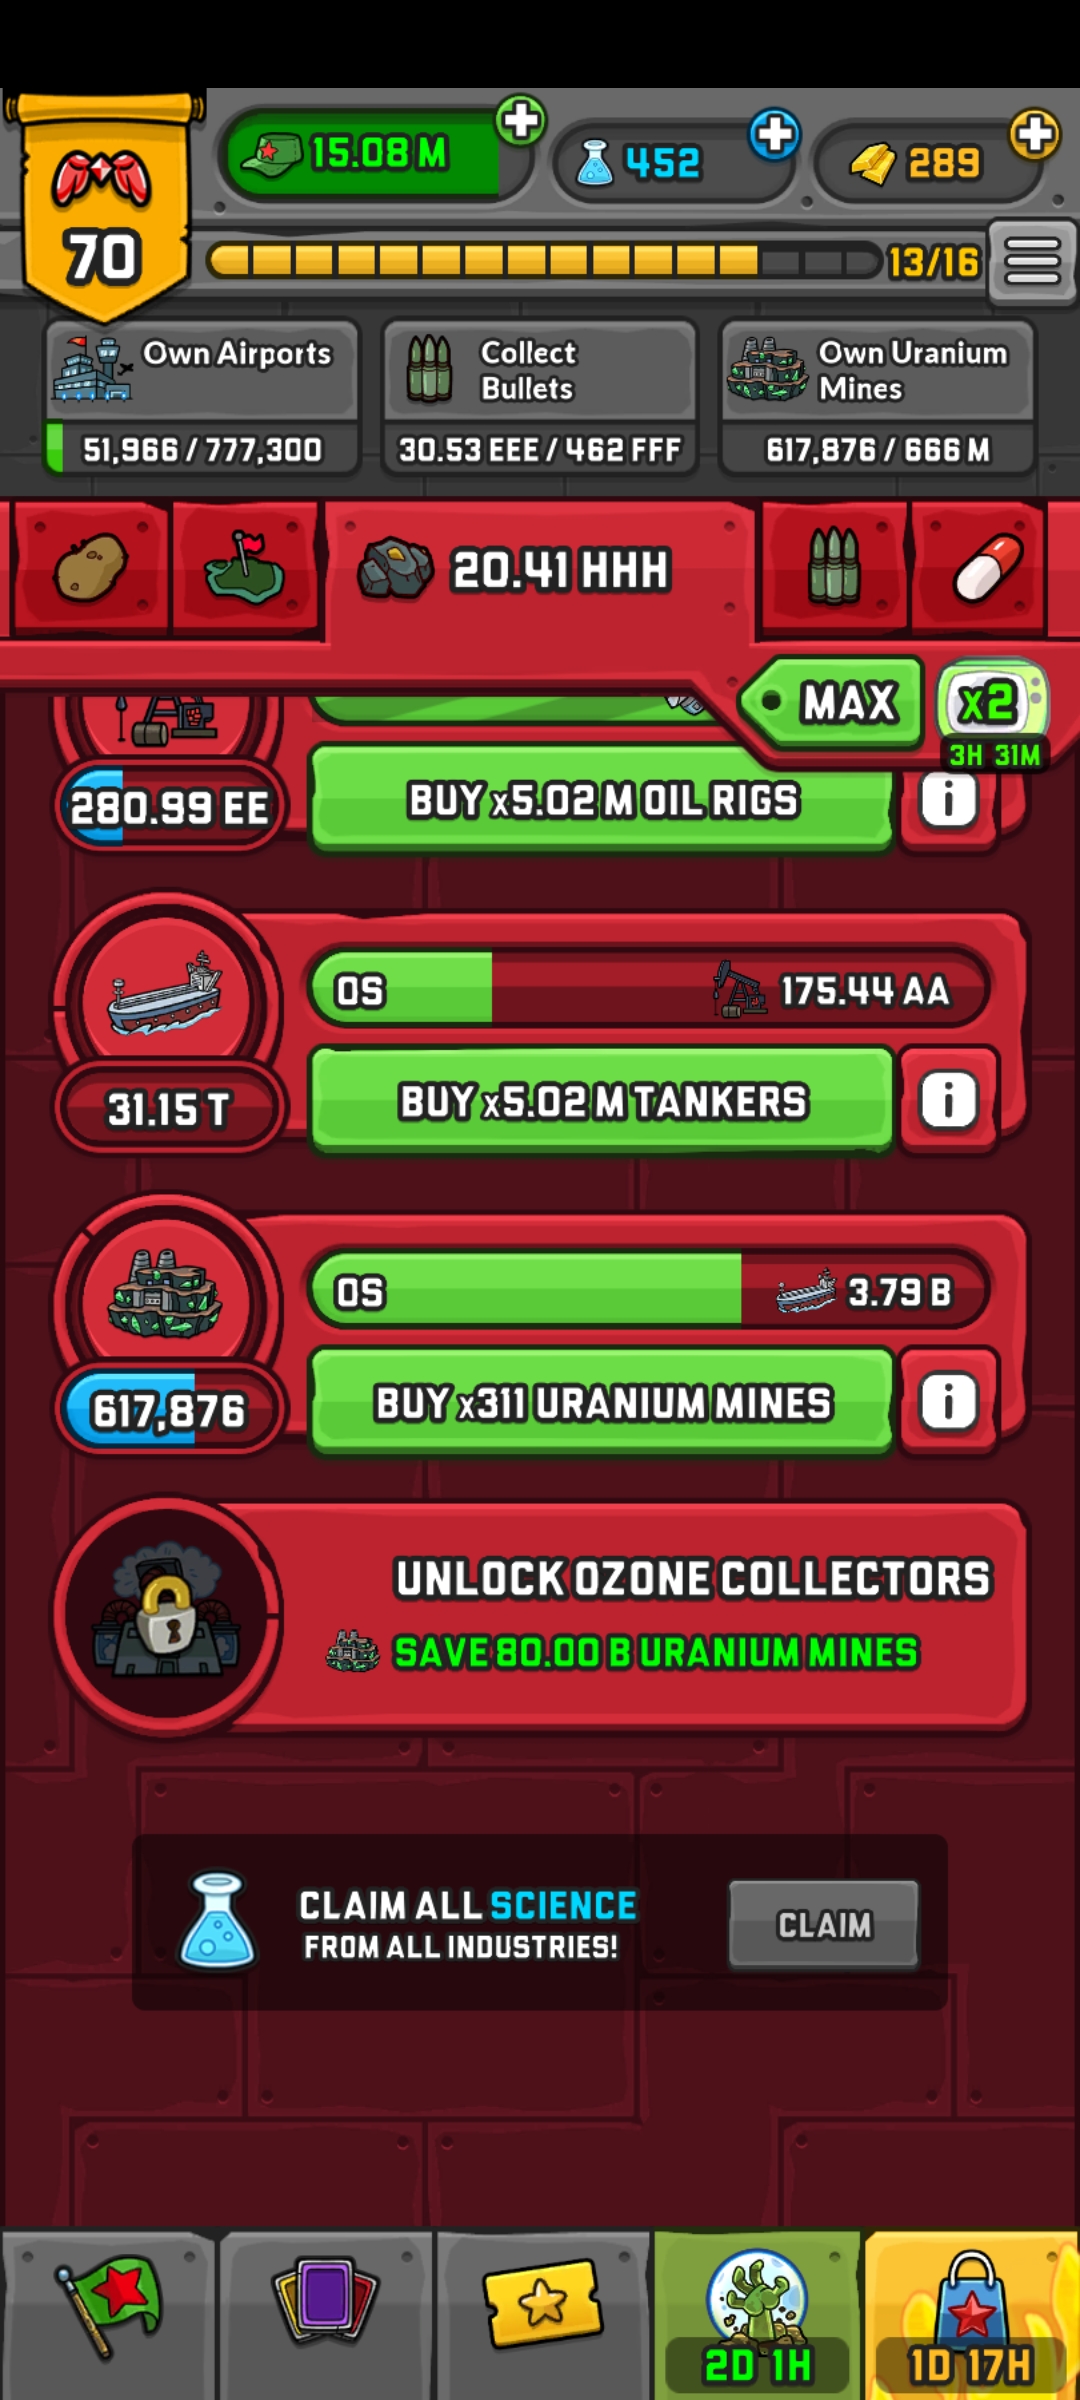 15.08 M
452
289
70
13/16
Own Airports
51,966 / 777,300
Collect
Bullets
30.53 EEE / 462 FFF
Own Uranium
Mines
617,876 / 666 M
20.41 HHH
MAX
x2
3H 31M
280.99 EE
BUY x5.02 M OIL RIGS
i
0S
175.44 AA
31.15 T
BUY x5.02 M TANKERS
i
0S
3.79 B
617,876
BUY x311 URANIUM MINES
i
UNLOCK OZONE COLLECTORS
SAVE 80.00 B URANIUM MINES
CLAIM ALL SCIENCE
FROM ALL INDUSTRIES!
CLAIM
2D 1H
1D 17H